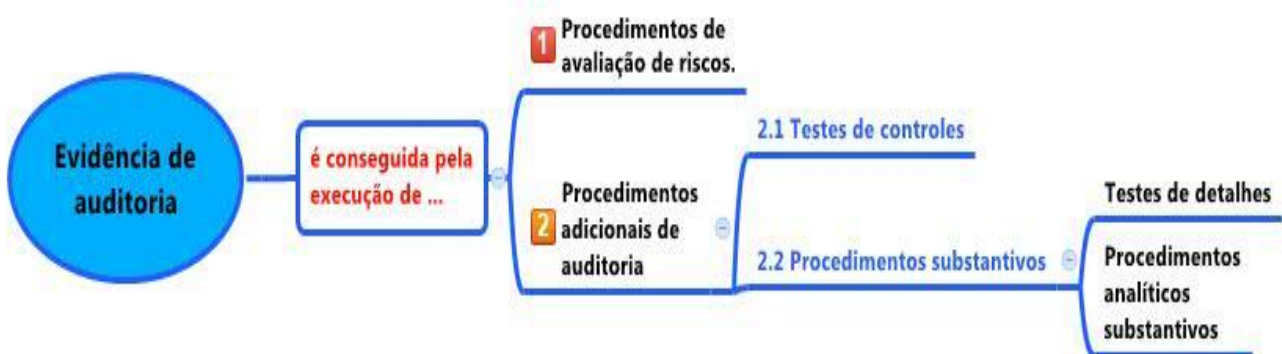 Evidência de
auditoria
é conseguida pela
execução de ...
1
Procedimentos de
avaliação de riscos.
2
Procedimentos
adicionais de
auditoria
2.1 Testes de controles
2.2 Procedimentos substantivos
Testes de detalhes
Procedimentos
analíticos
substantivos